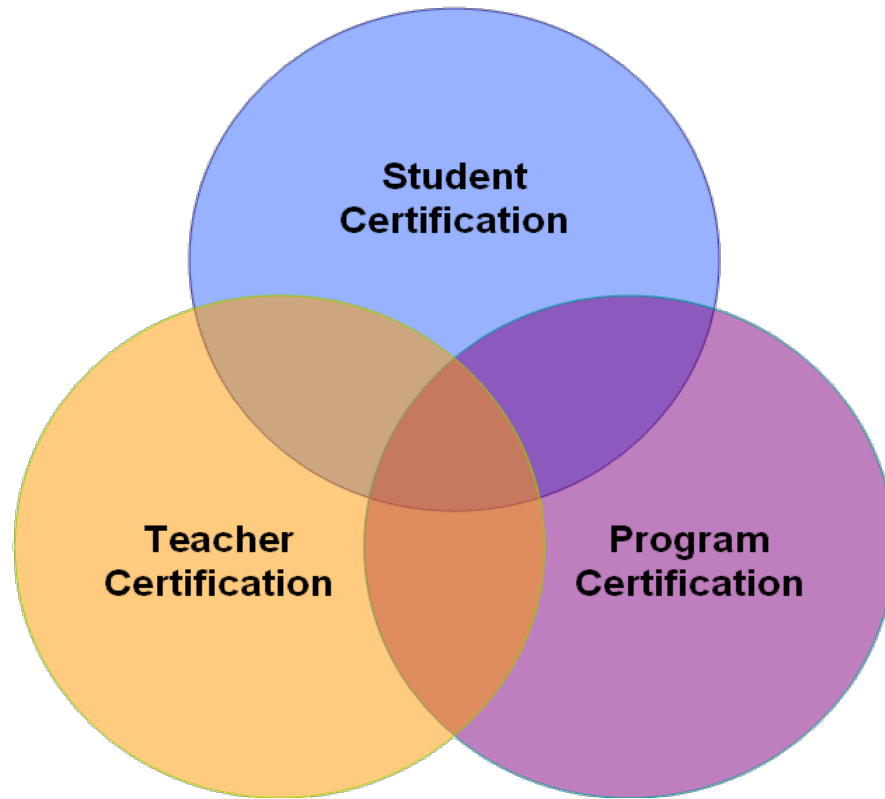 Student
Certification
Teacher
Certification
Program
Certification